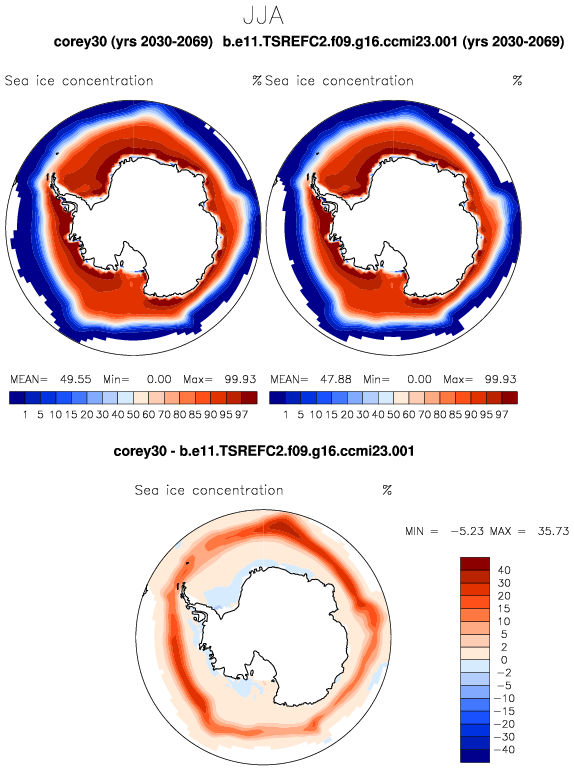 JJA
corey30 (yrs 2030-2069) b.e11.TSREFC2.f09.g16.ccmi23.001 (yrs 2030-2069)
Sea ice concentration % Sea ice concentration %
MEAN= 49.55 Min= 0.00 Max= 99.93 MEAN= 47.88 Min= 0.00 Max= 99.93
1 5 10 15 20 30 40 50 60 70 80 85 90 95 97 1 5 10 15 20 30 40 50 60 70 80 85 90 95 97
corey30 - b.e11.TSREFC2.f09.g16.ccmi23.001
Sea ice concentration %
MIN = -5.23 MAX = 35.73
40
30
20
15
10
5
2
0
-2
-5
-10
-15
-20
-30
-40